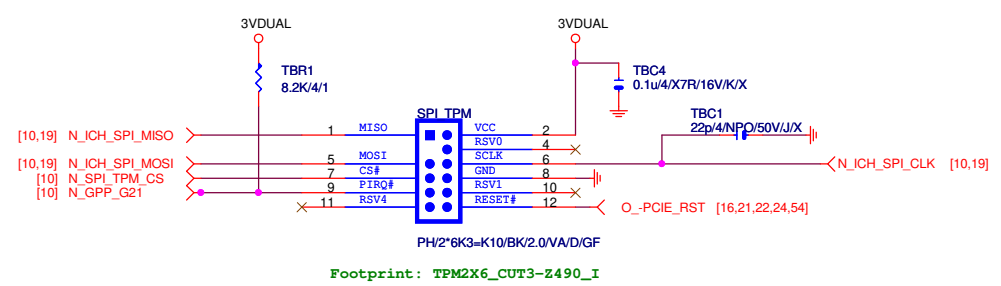 3VDUAL
3VDUAL
TBR1
8.2K/4/1
TBC4
0.1u/4/X7R/16V/K/X
SPI_TPM
TBC1
22p/4/NPO/50V/J/X
[10,19] N_ICH_SPI_MISO 1 MISO
VCC 2
RSV0 4
[10,19] N_ICH_SPI_MOSI 5 MOSI
SCLK 6 N_ICH_SPI_CLK [10,19]
[10] N_SPI_TPM_CS 7 CS#
GND 8
[10] N_GPP_G21 9 PIRQ#
RSV1 10
11 RSV4
RESET# 12 O_-PCIE_RST [16,21,22,24,54]
PH/2*6K3=K10/BK/2.0/VA/D/GF
Footprint: TPM2X6_CUT3-Z490_I